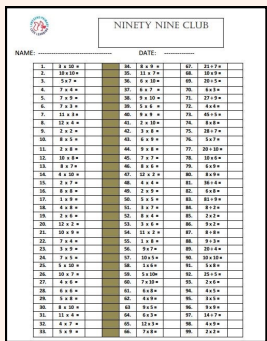 NINETY NINE CLUB
NAME: ------------------------------ DATE: --------------
1. 3 x 10 = 34. 8 x 9 = 67. 21 ÷ 7 =
2. 10 x 10 = 35. 11 x 7 = 68. 10 x 9 =
3. 5 x 7 = 36. 6 x 10 = 69. 20 ÷ 5 =
4. 7 x 4 = 37. 6 x 7 = 70. 6 x 3 =
5. 7 x 9 = 38. 9 x 10 = 71. 27 ÷ 9 =
6. 7 x 3 = 39. 5 x 6 = 72. 4 x 4 =
7. 11 x 3 = 40. 9 x 9 = 73. 45 ÷ 5 =
8. 12 x 4 = 41. 2 x 10 = 74. 8 x 8 =
9. 2 x 2 = 42. 3 x 8 = 75. 28 ÷ 7 =
10. 8 x 5 = 43. 6 x 9 = 76. 5 x 7 =
11. 2 x 8 = 44. 9 x 8 = 77. 20 ÷ 10 =
12. 10 x 8 = 45. 7 x 7 = 78. 10 x 6 =
13. 8 x 7 = 46. 8 x 6 = 79. 6 x 9 =
14. 4 x 10 = 47. 12 x 2 = 80. 8 x 9 =
15. 2 x 7 = 48. 4 x 4 = 81. 36 ÷ 4 =
16. 8 x 8 = 49. 2 x 9 = 82. 6 x 8 =
17. 1 x 9 = 50. 5 x 5 = 83. 81 ÷ 9 =
18. 4 x 8 = 51. 3 x 7 = 84. 8 ÷ 2 =
19. 2 x 6 = 52. 8 x 4 = 85. 2 x 2 =
20. 12 x 2 = 53. 3 x 6 = 86. 9 x 2 =
21. 10 x 9 = 54. 11 x 2 = 87. 8 ÷ 8 =
22. 7 x 4 = 55. 1 x 8 = 88. 9 ÷ 3 =
23. 3 x 9 = 56. 9 x 7 = 89. 20 ÷ 4 =
24. 7 x 5 = 57. 10 x 5 = 90. 10 x 10 =
25. 5 x 10 = 58. 1 x 6 = 91. 5 x 8 =
26. 10 x 7 = 59. 5 x 10 = 92. 25 ÷ 5 =
27. 4 x 6 = 60. 7 x 10 = 93. 2 x 6 =
28. 6 x 6 = 61. 6 x 8 = 94. 4 x 5 =
29. 5 x 8 = 62. 4 x 9 = 95. 3 x 5 =
30. 8 x 10 = 63 9 x 5 = 96. 9 x 9 =
31. 11 x 4 = 64. 6 x 3 = 97. 14 ÷ 7 =
32. 4 x 7 = 65. 12 x 3 = 98. 4 x 9 =
33. 5 x 9 = 66. 7 x 8 = 99. 2 x 2 =